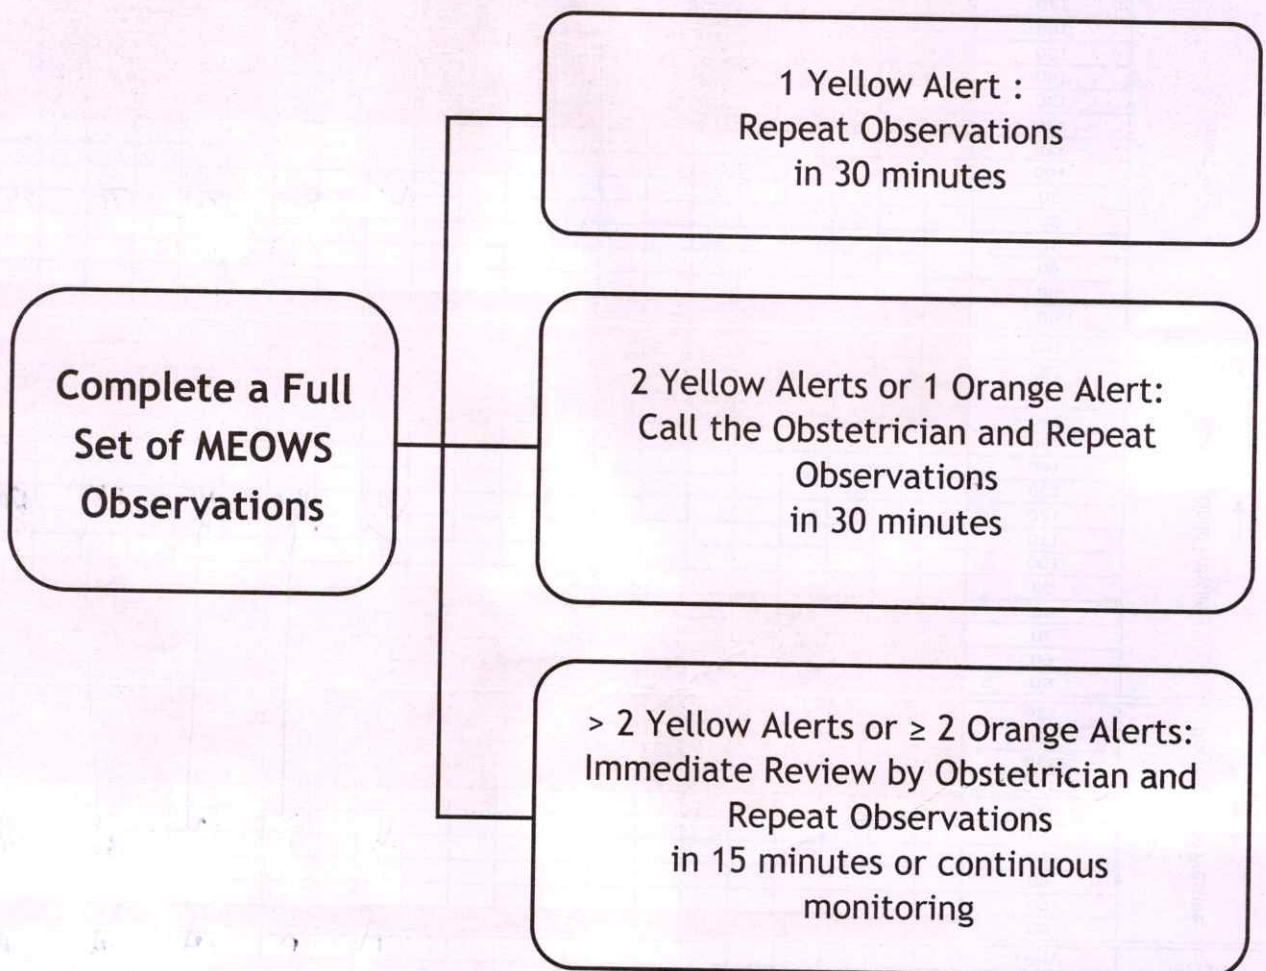 1 Yellow Alert :
Repeat Observations
in 30 minutes
Complete a Full
Set of MEOWS
Observations
2 Yellow Alerts or 1 Orange Alert:
Call the Obstetrician and Repeat
Observations
in 30 minutes
> 2 Yellow Alerts or ≥ 2 Orange Alerts:
Immediate Review by Obstetrician and
Repeat Observations
in 15 minutes or continuous
monitoring